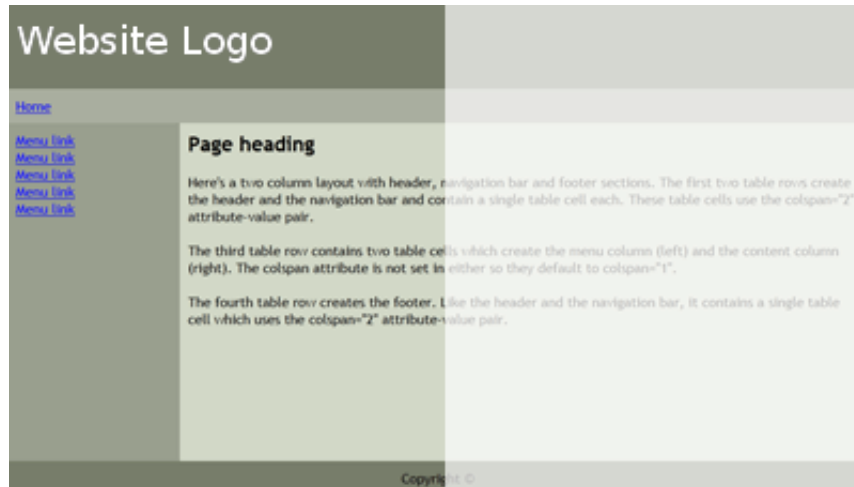 Website Logo
Home
Menu link
Menu link
Menu link
Menu link
Menu link
Page heading
Here's a two column layout with header, navigation bar and footer sections. The first two table rows create
the header and the navigation bar and contain a single table cell each. These table cells use the colspan="2"
attribute-value pair.
The third table row contains two table cells which create the menu column (left) and the content column
(right). The colspan attribute is not set in either so they default to colspan="1".
The fourth table row creates the footer. Like the header and the navigation bar, it contains a single table
cell which uses the colspan="2" attribute-value pair.
Copyright ©